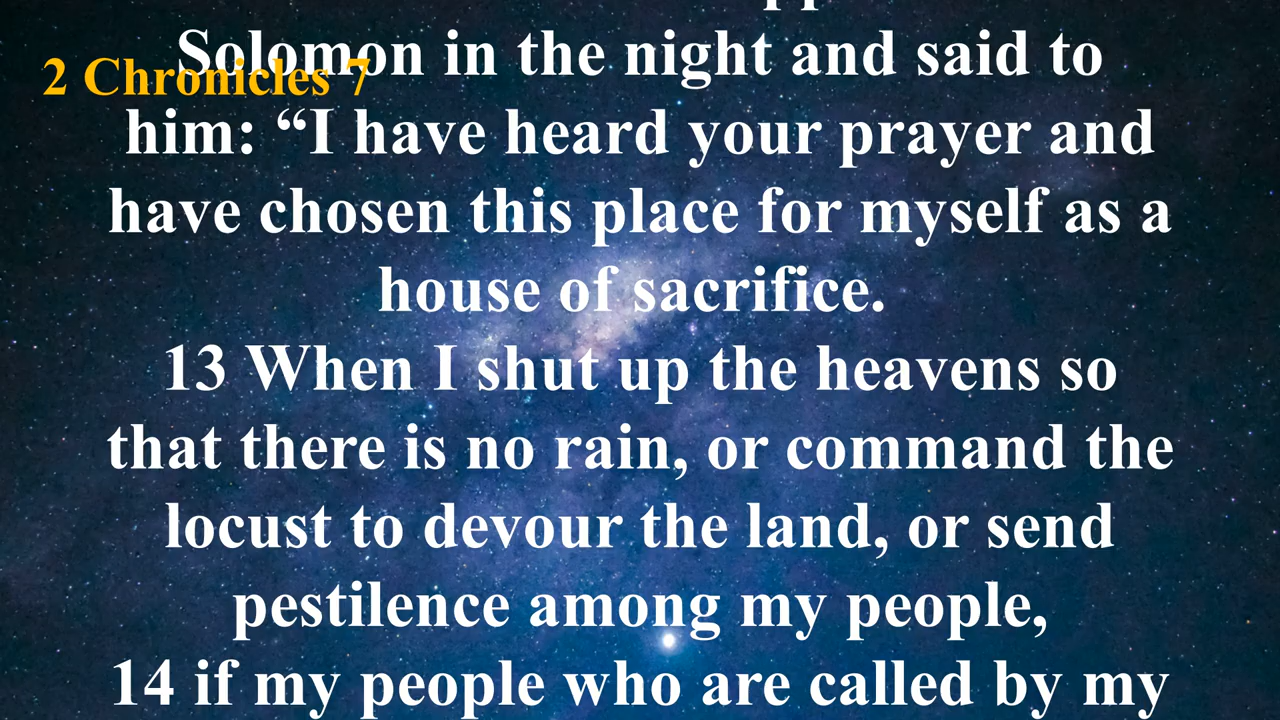 Solomon in the night and said to
2 Chronicles 7
him: “I have heard your prayer and
have chosen this place for myself as a
house of sacrifice.
13 When I shut up the heavens so
that there is no rain, or command the
locust to devour the land, or send
pestilence among my people,
14 if my people who are called by my